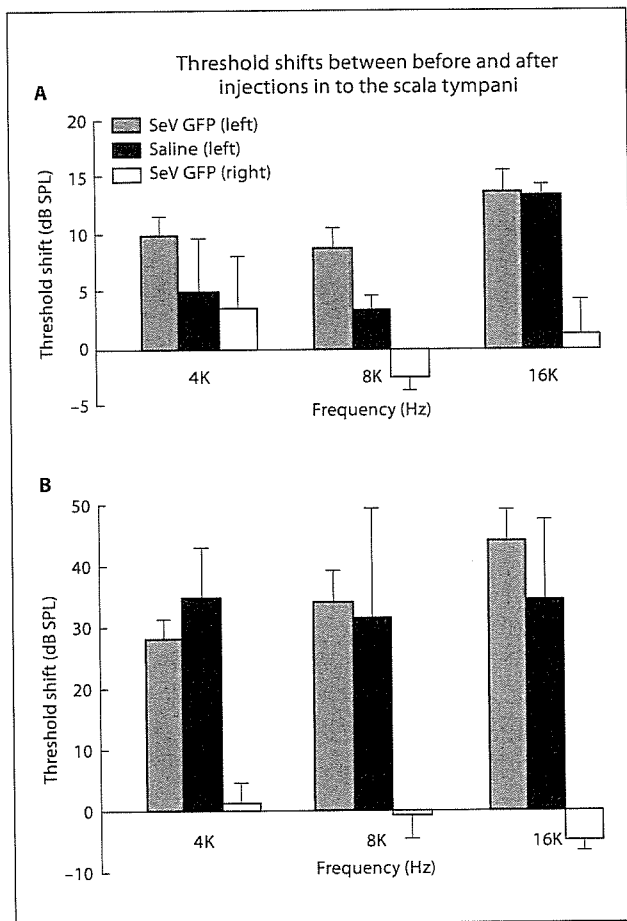 Threshold shifts between before and after
injections in to the scala tympani
A
SeV GFP (left)
Saline (left)
SeV GFP (right)
Threshold shift (dB SPL)
20
15
10
5
0
–5
4K
8K
16K
Frequency (Hz)
B
Threshold shift (dB SPL)
50
40
30
20
10
0
–10
4K
8K
16K
Frequency (Hz)